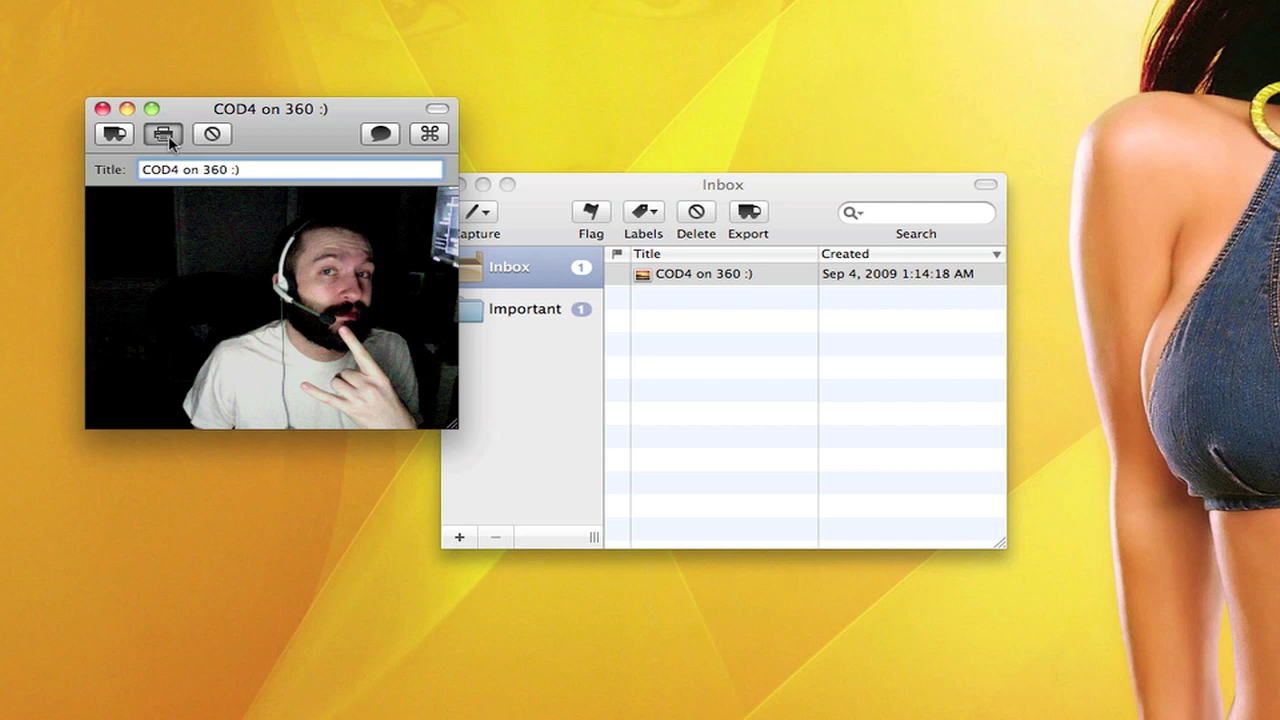 COD4 on 360 :)
Title: COD4 on 360 :)
Inbox
apture Flag Labels Delete Export Search
Inbox 1
Important 1
Title Created
COD4 on 360 :) Sep 4, 2009 1:14:18 AM